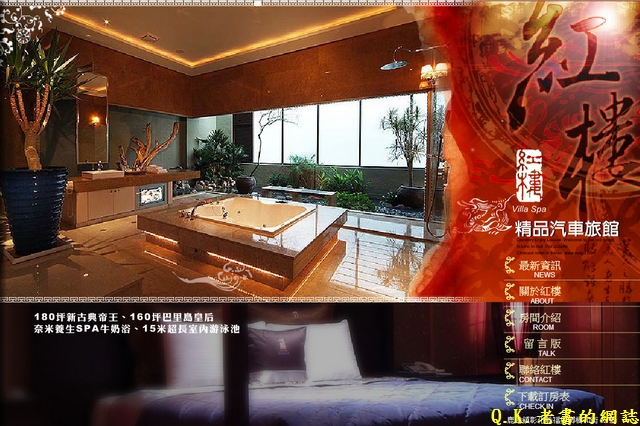 紅樓
紅樓
Villa Spa
精品汽車旅館
最新資訊
NEWS
關於紅樓
ABOUT
房間介紹
ROOM
留言版
TALK
聯絡紅樓
CONTACT
下載訂房表
CHECK IN
180坪新古典帝王、160坪巴里島皇后
奈米養生SPA牛奶浴、15米超長室內游泳池
Q.K 老書的網誌